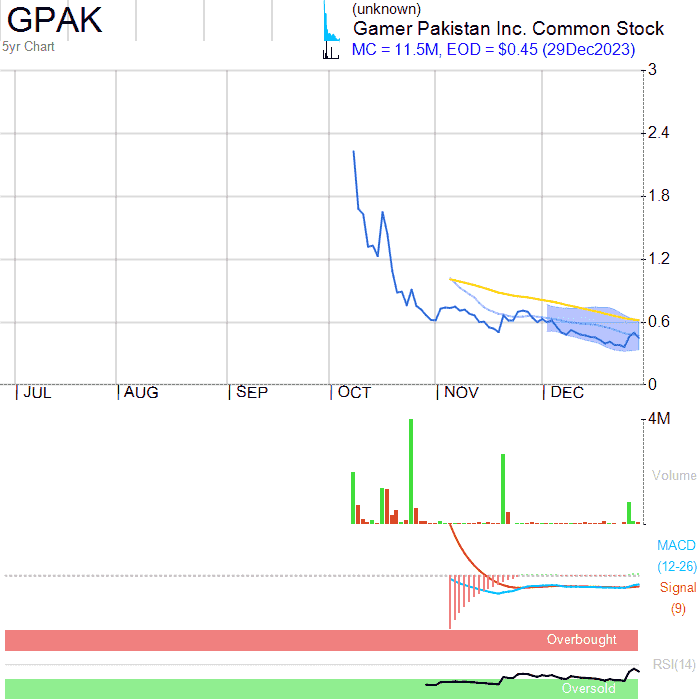 GPAK
5yr Chart
(unknown)
Gamer Pakistan Inc. Common Stock
MC = 11.5M, EOD = $0.45 (29Dec2023)
3
2.4
1.8
1.2
0.6
0
JUL AUG SEP OCT NOV DEC
4M
Volume
MACD
(12-26)
Signal
(9)
Overbought
RSI(14)
Oversold